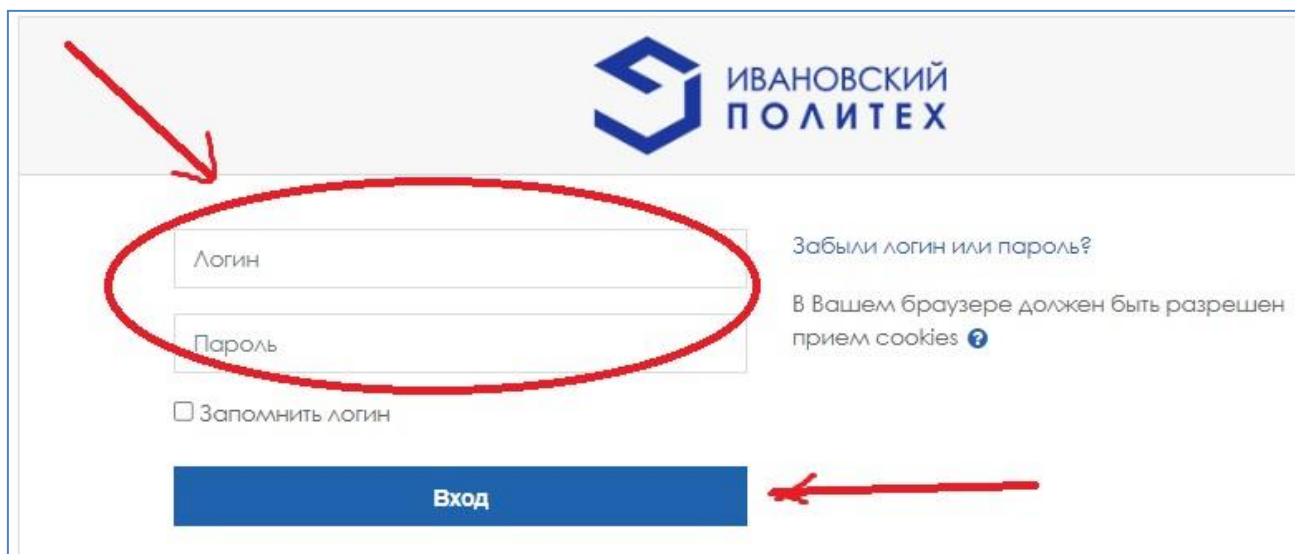 ИВАНОВСКИЙ
ПОЛИТЕХ
Логин
Пароль
Запомнить логин
Вход
Забыли логин или пароль?
В Вашем браузере должен быть разрешен
прием cookies